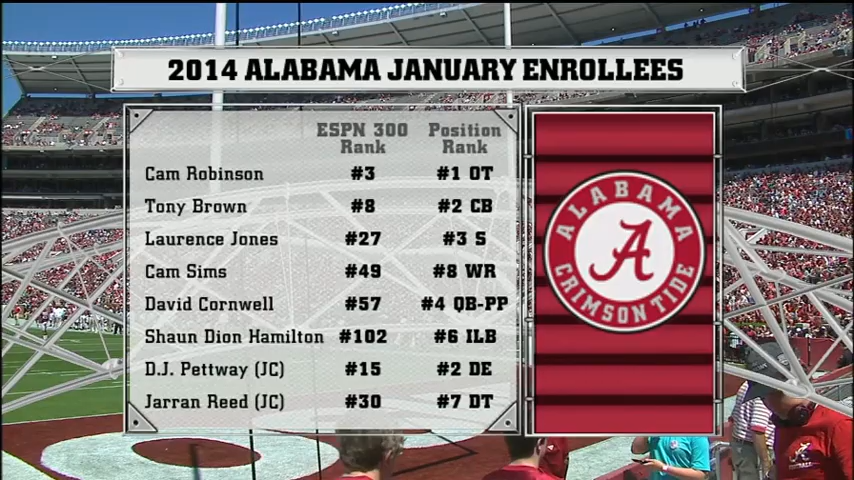 2014 ALABAMA JANUARY ENROLLEES
ESPN 300 Rank Position Rank
Cam Robinson #3 #1 OT
Tony Brown #8 #2 CB
Laurence Jones #27 #3 S
Cam Sims #49 #8 WR
David Cornwell #57 #4 QB-PP
Shaun Dion Hamilton #102 #6 ILB
D.J. Pettway (JC) #15 #2 DE
Jarran Reed (JC) #30 #7 DT
ALABAMA
A
CRIMSON TIDE